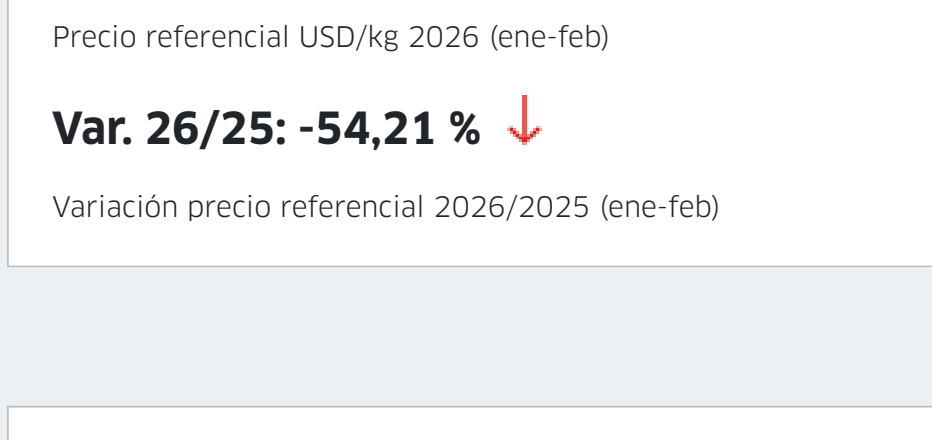 Precio referencial USD/kg 2026 (ene-feb)
Var. 26/25: -54,21 %
Variación precio referencial 2026/2025 (ene-feb)